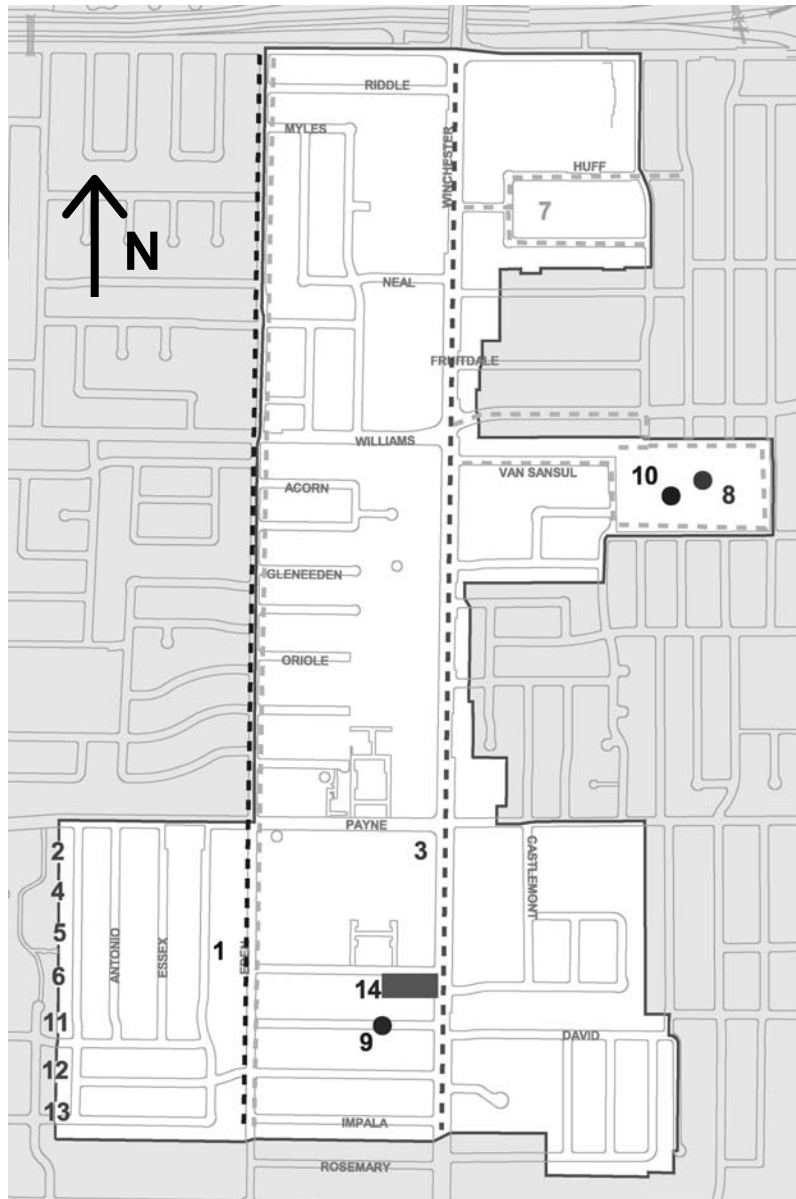 RIDDLE
MYLES
WINCHESTER
HUFF
7
N
NEAL
FRUITDALE
WILLIAMS
VAN SANSUL
10
8
ACORN
GLENEEDEN
ORIOLE
PAYNE
2
3
CASTLEMONT
4
5
ANTONIO
ESSEX
1
EDEN
6
14
11
9
DAVID
12
13
IMPALA
ROSEMARY